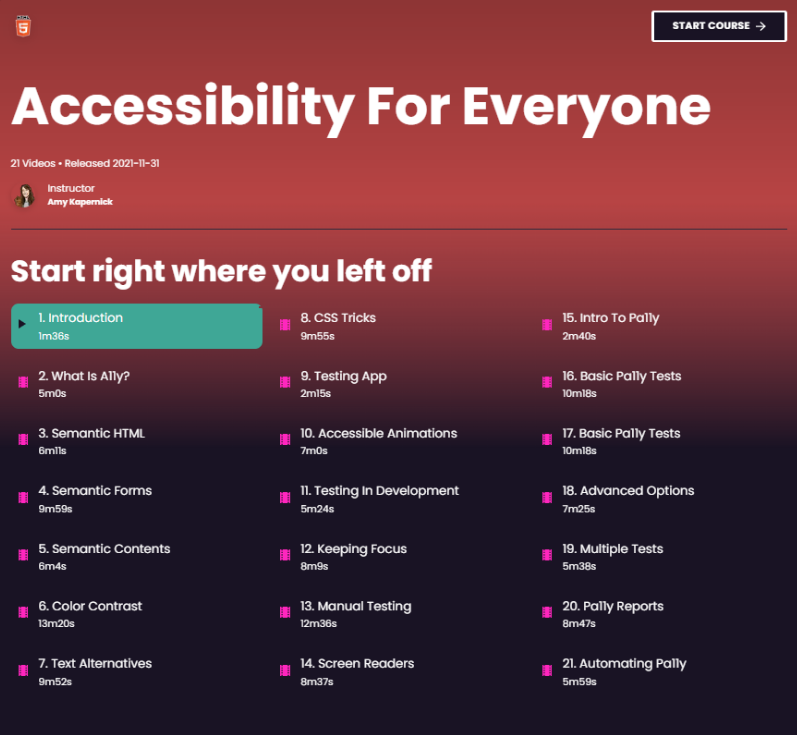 HTML
5
START COURSE →
Accessibility For Everyone
21 Videos • Released 2021-11-31
Instructor
Amy Kapernick
Start right where you left off
1. Introduction
1m36s
2. What Is A11y?
5m0s
3. Semantic HTML
6m11s
4. Semantic Forms
9m59s
5. Semantic Contents
6m4s
6. Color Contrast
13m20s
7. Text Alternatives
9m52s
8. CSS Tricks
9m55s
9. Testing App
2m15s
10. Accessible Animations
7m0s
11. Testing In Development
5m24s
12. Keeping Focus
8m9s
13. Manual Testing
12m36s
14. Screen Readers
8m37s
15. Intro To Pa11y
2m40s
16. Basic Pa11y Tests
10m18s
17. Basic Pa11y Tests
10m18s
18. Advanced Options
7m25s
19. Multiple Tests
5m38s
20. Pa11y Reports
8m47s
21. Automating Pa11y
5m59s